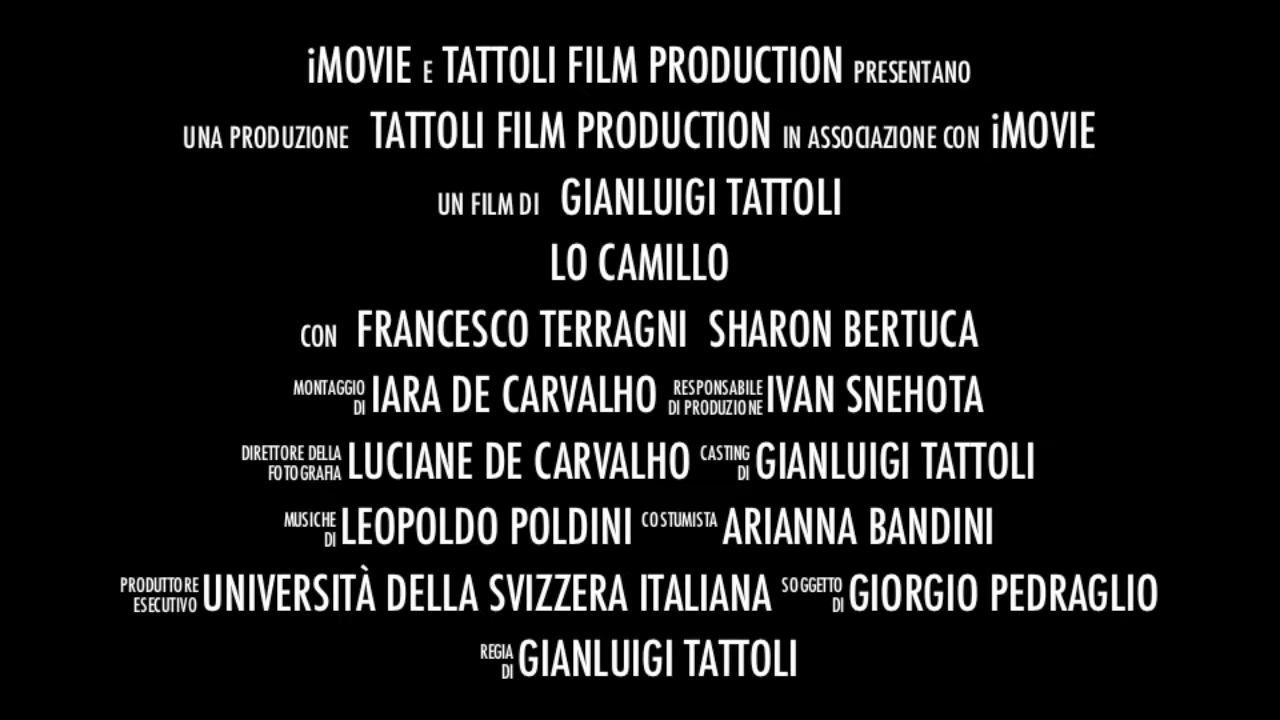 iMOVIE E TATTOLI FILM PRODUCTION PRESENTANO
UNA PRODUZIONE TATTOLI FILM PRODUCTION IN ASSOCIAZIONE CON iMOVIE
UN FILM DI GIANLUIGI TATTOLI
LO CAMILLO
CON FRANCESCO TERRAGNI SHARON BERTUCA
MONTAGGIO DI IARA DE CARVALHO RESPONSABILE DI PRODUZIONE IVAN SNEHOTA
DIRETTORE DELLA FOTOGRAFIA LUCIANE DE CARVALHO CASTING DI GIANLUIGI TATTOLI
MUSICHE DI LEOPOLDO POLDINI COSTUMISTA ARIANNA BANDINI
PRODUTTORE ESECUTIVO UNIVERSITÀ DELLA SVIZZERA ITALIANA SOGGETTO DI GIORGIO PEDRAGLIO
REGIA DI GIANLUIGI TATTOLI